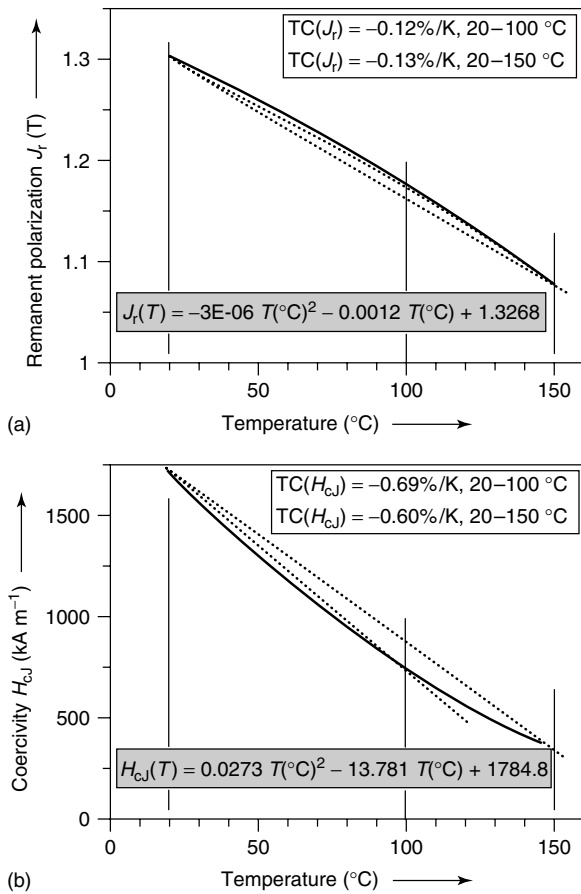 TC(Jr) = −0.12%/K, 20−100 °C
TC(Jr) = −0.13%/K, 20−150 °C
Remanent polarization Jr (T)
1.3
1.2
1.1
1
Jr(T) = −3E-06 T(°C)² − 0.0012 T(°C) + 1.3268
0 50 100 150
(a) Temperature (°C)
TC(HcJ) = −0.69%/K, 20−100 °C
TC(HcJ) = −0.60%/K, 20−150 °C
Coercivity HcJ (kA m⁻¹)
1500
1000
500
0
HcJ(T) = 0.0273 T(°C)² − 13.781 T(°C) + 1784.8
0 50 100 150
(b) Temperature (°C)